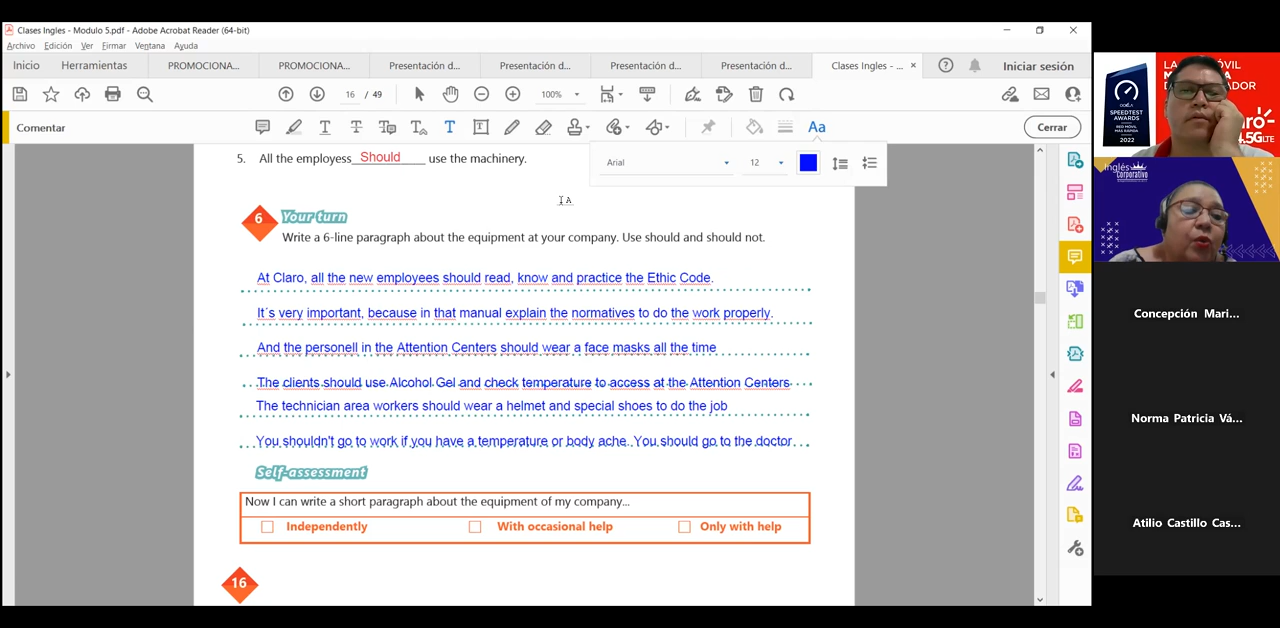 Clases Ingles - Modulo 5.pdf - Adobe Acrobat Reader (64-bit)
Archivo Edición Ver Firmar Ventana Ayuda
Inicio Herramientas PROMOCIONA... PROMOCIONA... Presentación d... Presentación d... Presentación d... Presentación d... Clases Ingles - ... × Iniciar sesión
16 / 49 100%
Comentar Cerrar
Arial 12
5. All the employess Should use the machinery.
6 Your turn
Write a 6-line paragraph about the equipment at your company. Use should and should not.
At Claro, all the new employees should read, know and practice the Ethic Code.
It´s very important, because in that manual explain the normatives to do the work properly.
And the personell in the Attention Centers should wear a face masks all the time
The clients should use Alcohol Gel and check temperature to access at the Attention Centers
The technician area workers should wear a helmet and special shoes to do the job
You shouldn't go to work if you have a temperature or body ache. You should go to the doctor
Self-assessment
Now I can write a short paragraph about the equipment of my company...
Independently With occasional help Only with help
16
SPEEDTEST
AWARDS
2022
4.5G LTE
Inglés
Corporativo
Concepción Mari...
Norma Patricia Vá...
Atilio Castillo Cas...